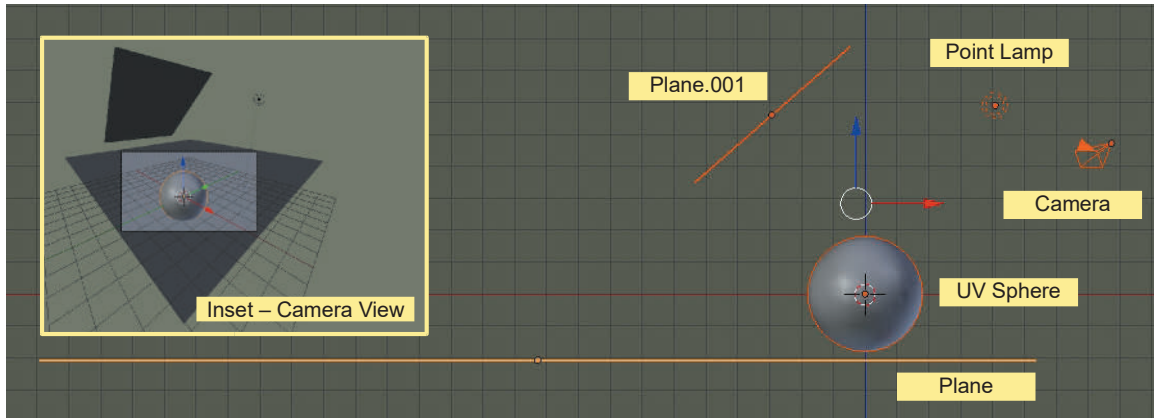 Point Lamp
Plane.001
Camera
UV Sphere
Inset – Camera View
Plane